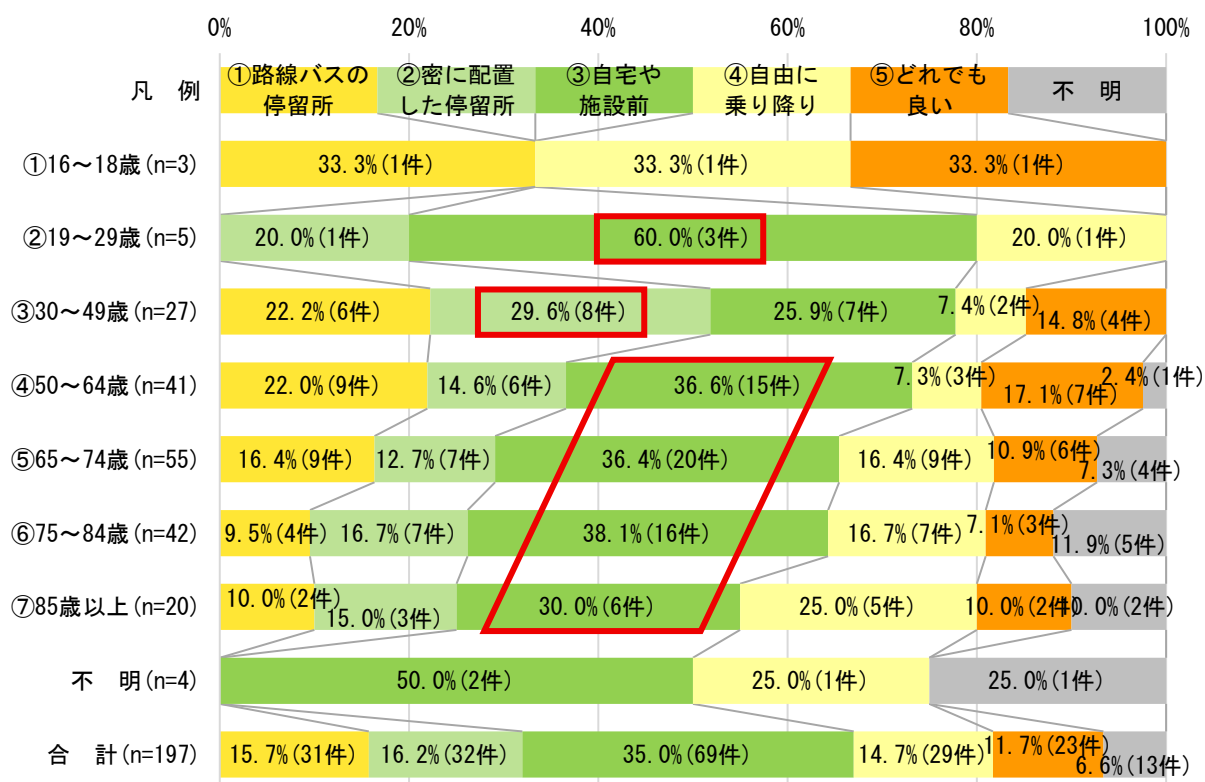 0% 20% 40% 60% 80% 100%
凡 例 ①路線バスの停留所 ②密に配置した停留所 ③自宅や施設前 ④自由に乗り降り ⑤どれでも良い 不 明
①16～18歳(n=3) 33.3%(1件) 33.3%(1件) 33.3%(1件)
②19～29歳(n=5) 20.0%(1件) 60.0%(3件) 20.0%(1件)
③30～49歳(n=27) 22.2%(6件) 29.6%(8件) 25.9%(7件) 7.4%(2件) 14.8%(4件)
④50～64歳(n=41) 22.0%(9件) 14.6%(6件) 36.6%(15件) 7.3%(3件) 17.1%(7件) 2.4%(1件)
⑤65～74歳(n=55) 16.4%(9件) 12.7%(7件) 36.4%(20件) 16.4%(9件) 10.9%(6件) 7.3%(4件)
⑥75～84歳(n=42) 9.5%(4件) 16.7%(7件) 38.1%(16件) 16.7%(7件) 7.1%(3件) 11.9%(5件)
⑦85歳以上(n=20) 10.0%(2件) 15.0%(3件) 30.0%(6件) 25.0%(5件) 10.0%(2件) 10.0%(2件)
不 明(n=4) 50.0%(2件) 25.0%(1件) 25.0%(1件)
合 計(n=197) 15.7%(31件) 16.2%(32件) 35.0%(69件) 14.7%(29件) 11.7%(23件) 6.6%(13件)